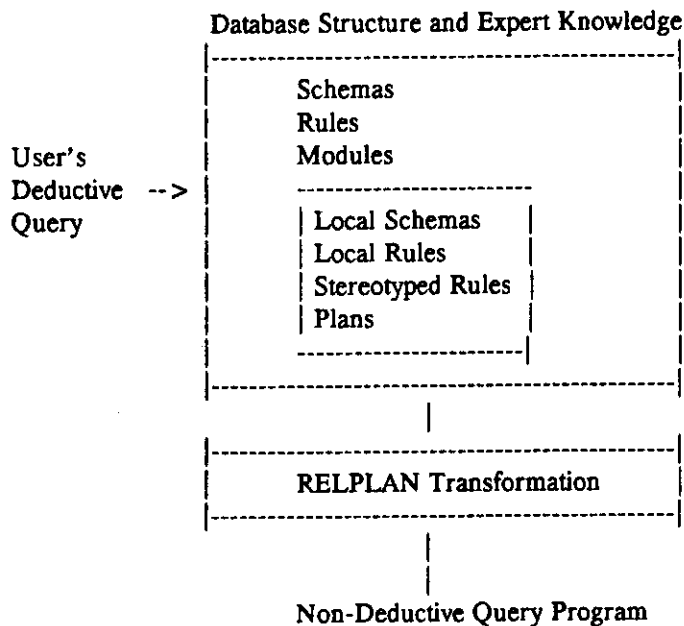 Database Structure and Expert Knowledge
Schemas
Rules
Modules
User's
Deductive -->
Query
Local Schemas
Local Rules
Stereotyped Rules
Plans
RELPLAN Transformation
Non-Deductive Query Program